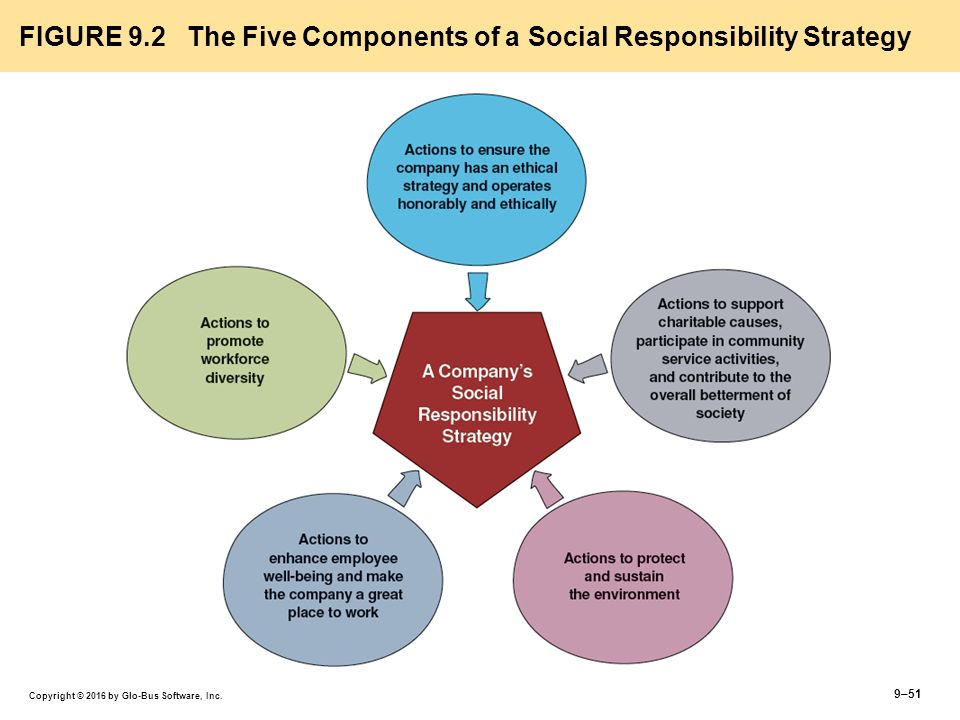 FIGURE 9.2 The Five Components of a Social Responsibility Strategy
Actions to ensure the
company has an ethical
strategy and operates
honorably and ethically
Actions to
promote
workforce
diversity
Actions to support
charitable causes,
participate in community
service activities,
and contribute to the
overall betterment of
society
A Company's
Social
Responsibility
Strategy
Actions to
enhance employee
well-being and make
the company a great
place to work
Actions to protect
and sustain
the environment
Copyright © 2016 by Glo-Bus Software, Inc.
9–51